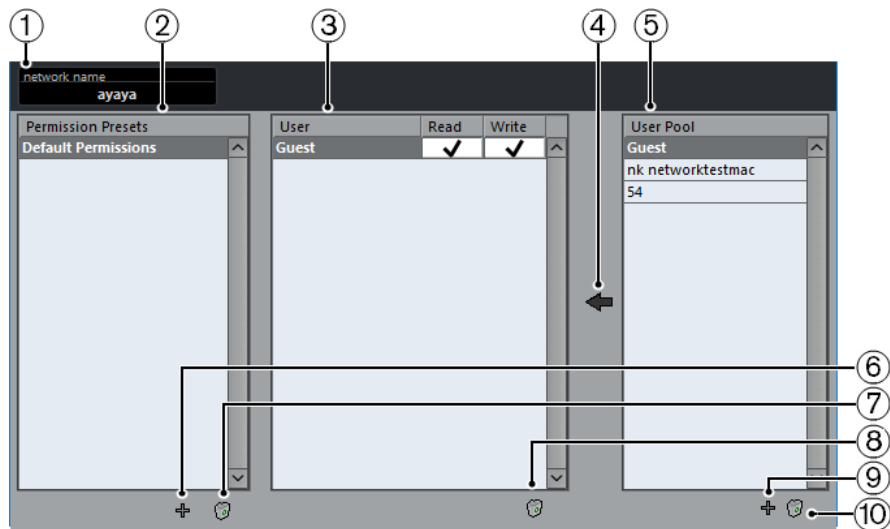 1 2 3 4 5
network name
ayaya
Permission Presets User Read Write User Pool
Default Permissions Guest Guest
nk networktestmac
54
6
7
8
9
10